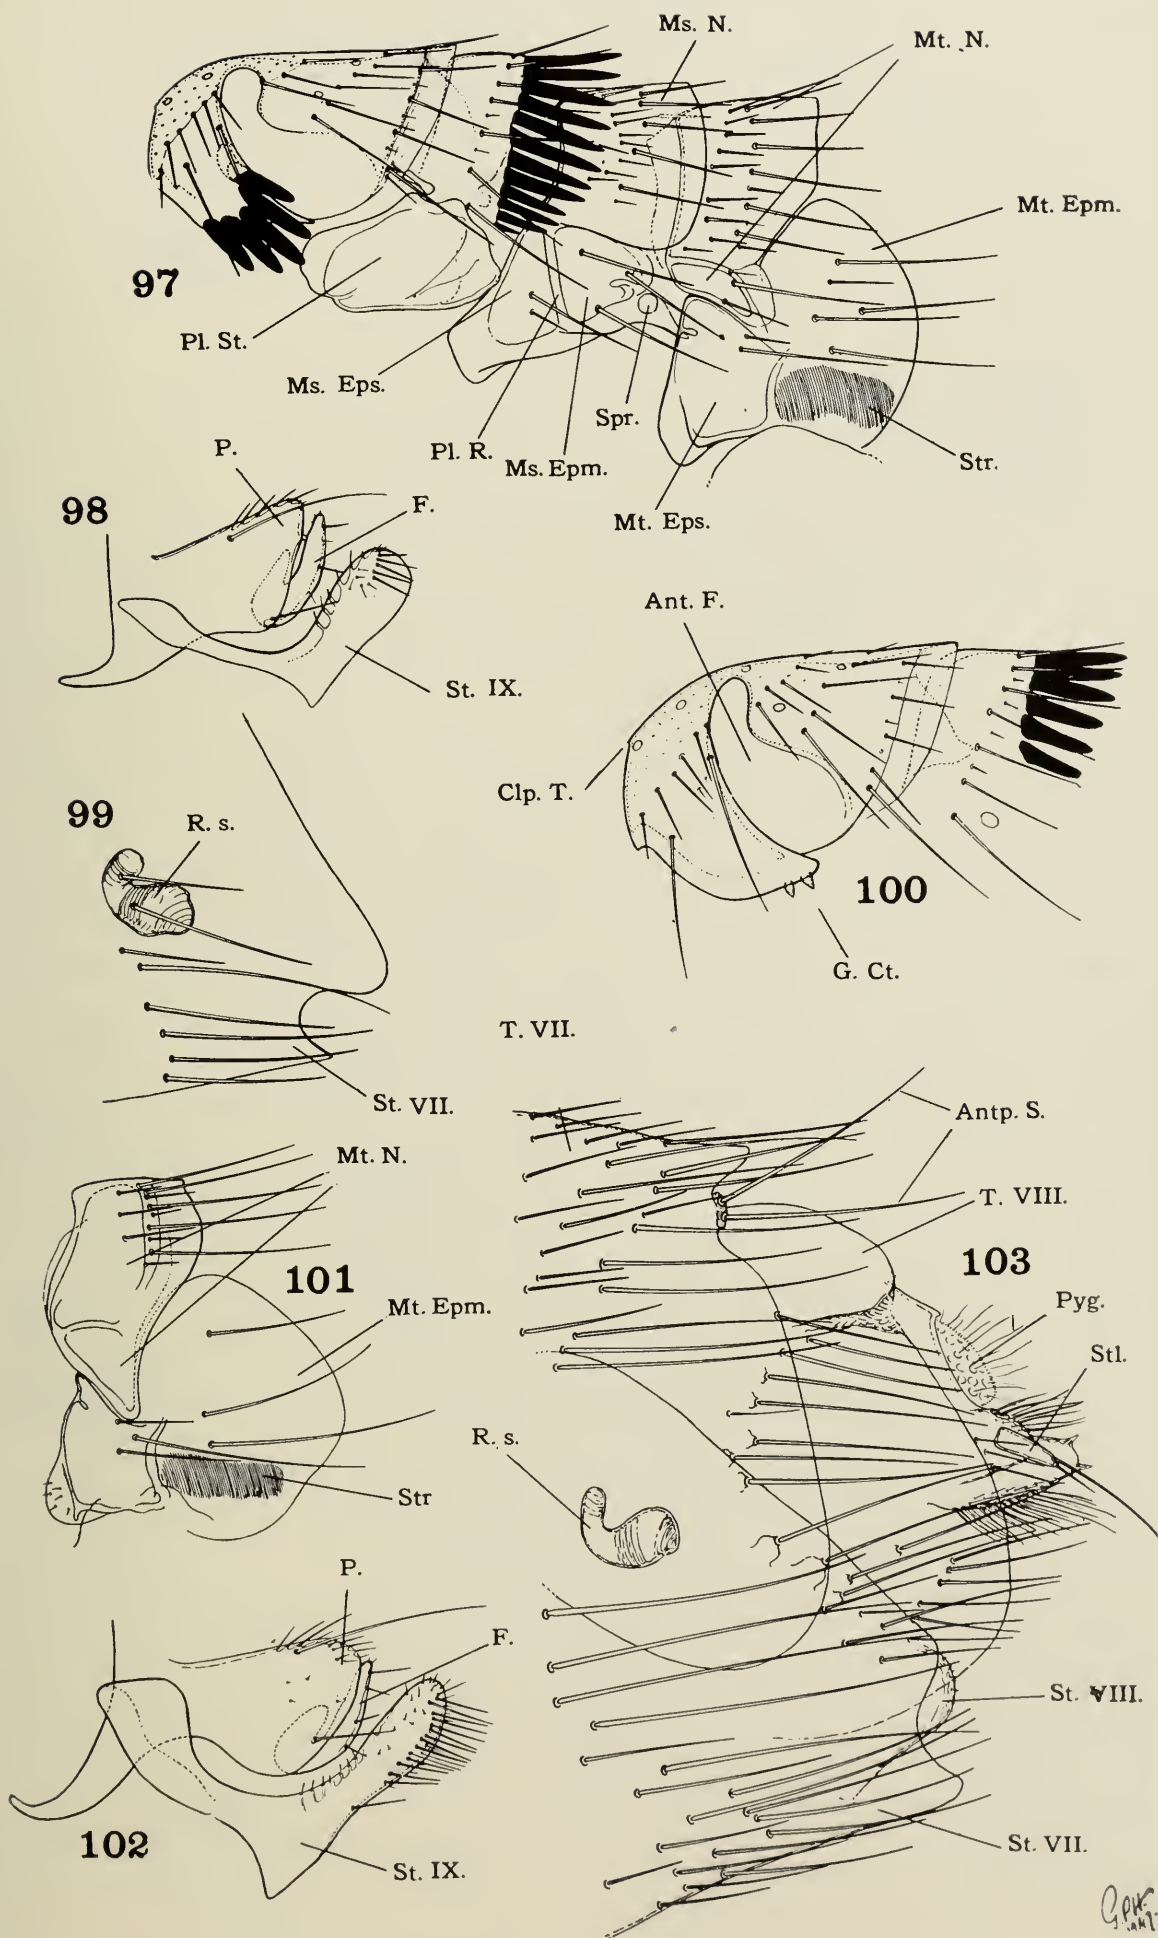 Ms. N.
Mt. N.
Mt. Epm.
97
Pl. St.
Ms. Eps.
Pl. R.
Ms. Epm.
Spr.
Mt. Eps.
Str.
98
P.
F.
St. IX.
Ant. F.
Clp. T.
100
G. Ct.
99
R. s.
T. VII.
St. VII.
Antp. S.
T. VIII.
103
Pyg.
Stl.
R. s.
St. VIII.
St. VII.
Mt. N.
101
Mt. Epm.
Str
P.
F.
102
St. IX.
G.P.H.